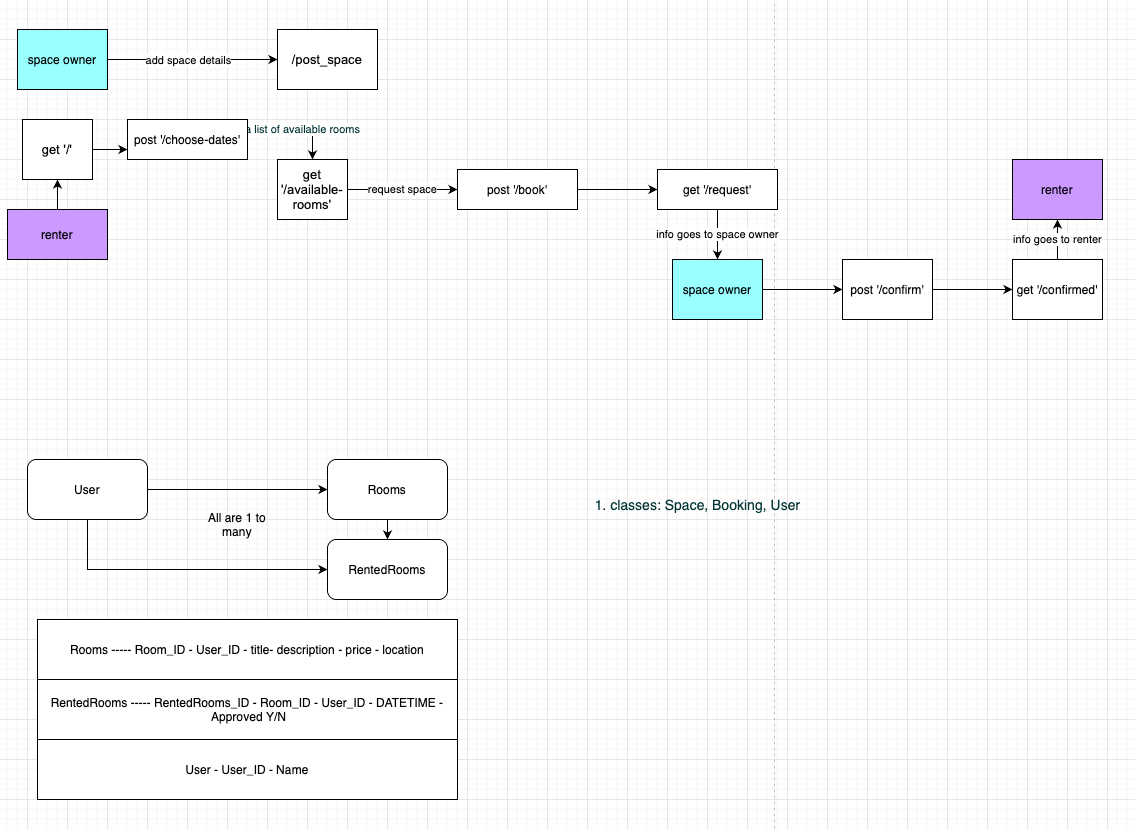 space owner
add space details
/post_space
get '/'
post '/choose-dates'
a list of available rooms
renter
get
'/available-
rooms'
request space
post '/book'
get '/request'
info goes to space owner
space owner
post '/confirm'
get '/confirmed'
info goes to renter
renter
User
Rooms
All are 1 to
many
RentedRooms
1. classes: Space, Booking, User
Rooms ----- Room_ID - User_ID - title- description - price - location
RentedRooms ----- RentedRooms_ID - Room_ID - User_ID - DATETIME -
Approved Y/N
User - User_ID - Name